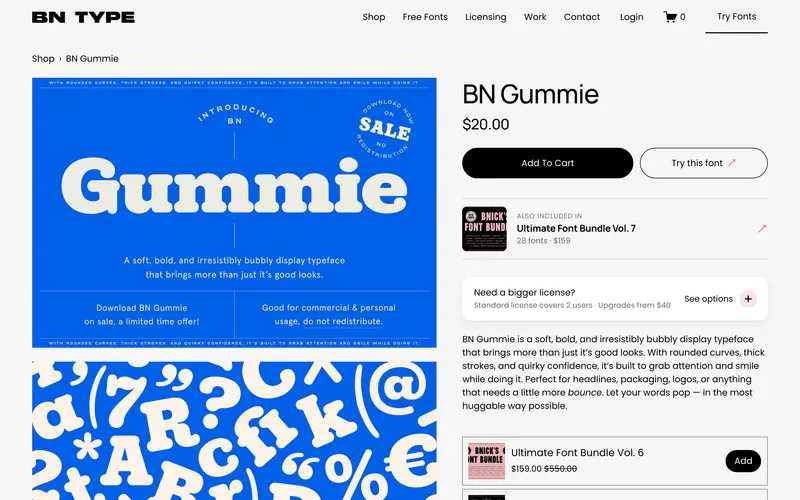 BN TYPE
Shop Free Fonts Licensing Work Contact Login 0 Try Fonts
Shop › BN Gummie
WITH ROUNDED CURVES, THICK STROKES, AND QUIRKY CONFIDENCE, IT'S BUILT TO GRAB ATTENTION AND SMILE WHILE DOING IT.
INTRODUCING
BN
DOWNLOAD NOW
ON
SALE
NO
REDISTRIBUTION
Gummie
A soft, bold, and irresistibly bubbly display typeface
that brings more than just it's good looks.
Download BN Gummie
on sale, a limited time offer!
Good for commercial & personal
usage, do not redistribute.
WITH ROUNDED CURVES, THICK STROKES, AND QUIRKY CONFIDENCE, IT'S BUILT TO GRAB ATTENTION AND SMILE WHILE DOING IT.
BN Gummie
$20.00
Add To Cart
Try this font
BNICK'S
FONT BUNDL
ALSO INCLUDED IN
Ultimate Font Bundle Vol. 7
28 fonts · $159
Need a bigger license?
Standard license covers 2 users · Upgrades from $40
See options +
BN Gummie is a soft, bold, and irresistibly bubbly display typeface
that brings more than just it's good looks. With rounded curves, thick
strokes, and quirky confidence, it's built to grab attention and smile
while doing it. Perfect for headlines, packaging, logos, or anything
that needs a little more bounce. Let your words pop — in the most
huggable way possible.
BNICK'S
FONT BUNDL
Ultimate Font Bundle Vol. 6
$159.00 $550.00
Add